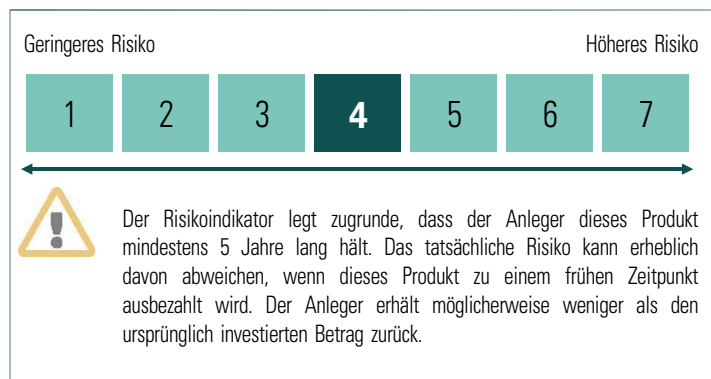 Geringeres Risiko Höheres Risiko
1 2 3 4 5 6 7
Der Risikoindikator legt zugrunde, dass der Anleger dieses Produkt
mindestens 5 Jahre lang hält. Das tatsächliche Risiko kann erheblich
davon abweichen, wenn dieses Produkt zu einem frühen Zeitpunkt
ausbezahlt wird. Der Anleger erhält möglicherweise weniger als den
ursprünglich investierten Betrag zurück.